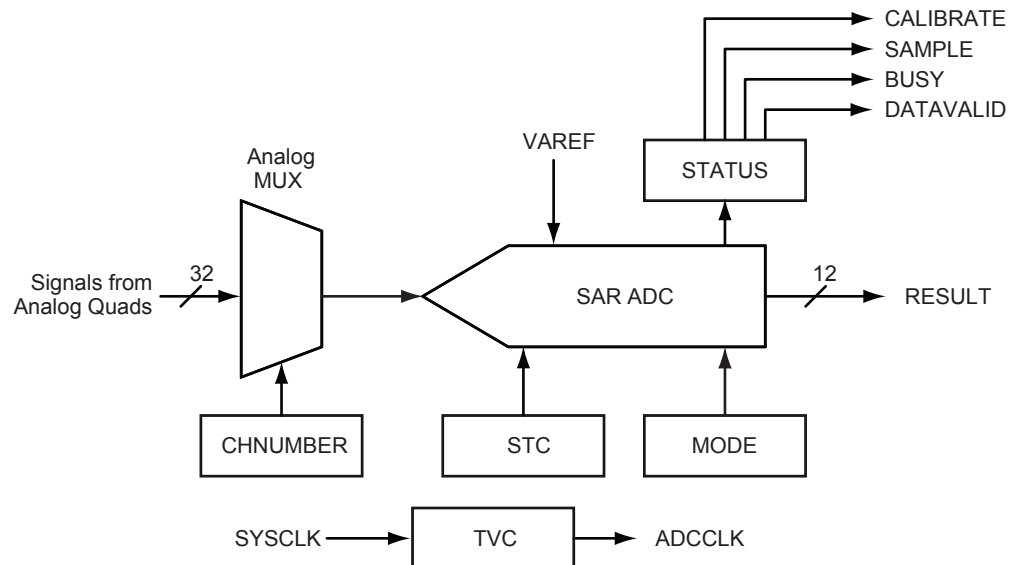 CALIBRATE
SAMPLE
BUSY
DATAVALID
VAREF
STATUS
Analog
MUX
Signals from
Analog Quads
32
SAR ADC
12
RESULT
CHNUMBER
STC
MODE
SYSCLK
TVC
ADCCLK